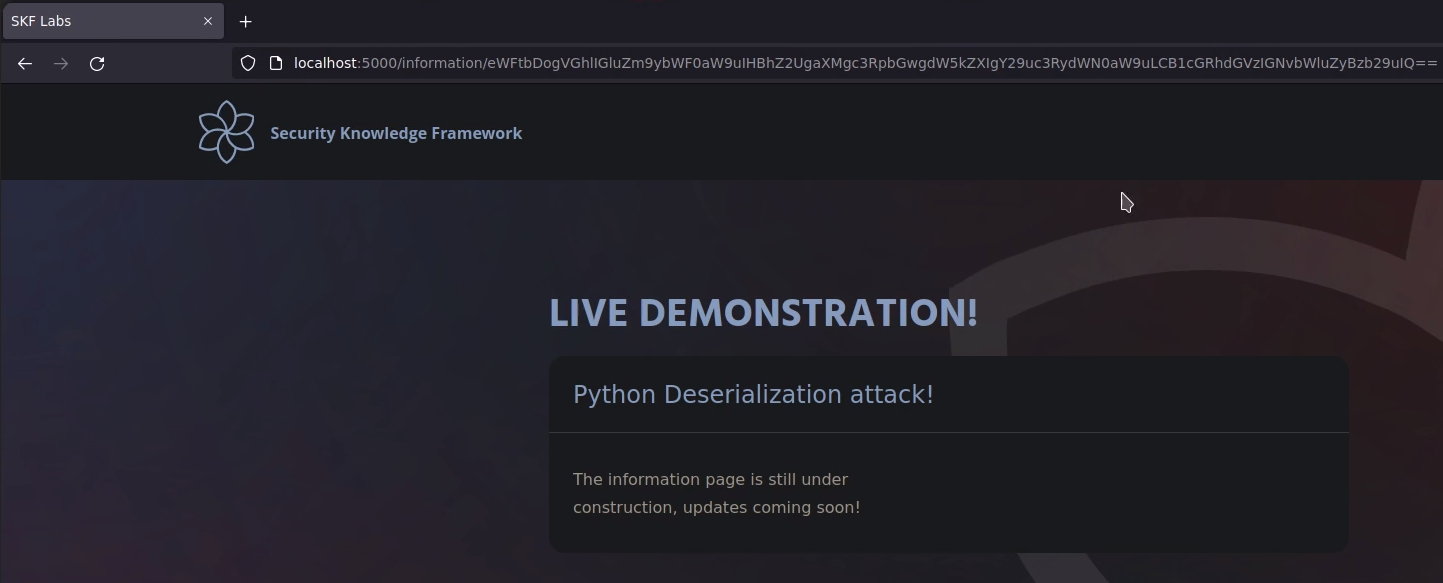 SKF Labs
localhost:5000/information/eWFtbDogVGhlIGluZm9ybWF0aW9uIHBhZ2UgaXMgc3RpbGwgdW5kZXIgY29uc3RydWN0aW9uLCB1cGRhdGVzIGNvbWluZyBzb29uIQ==
Security Knowledge Framework
LIVE DEMONSTRATION!
Python Deserialization attack!
The information page is still under
construction, updates coming soon!